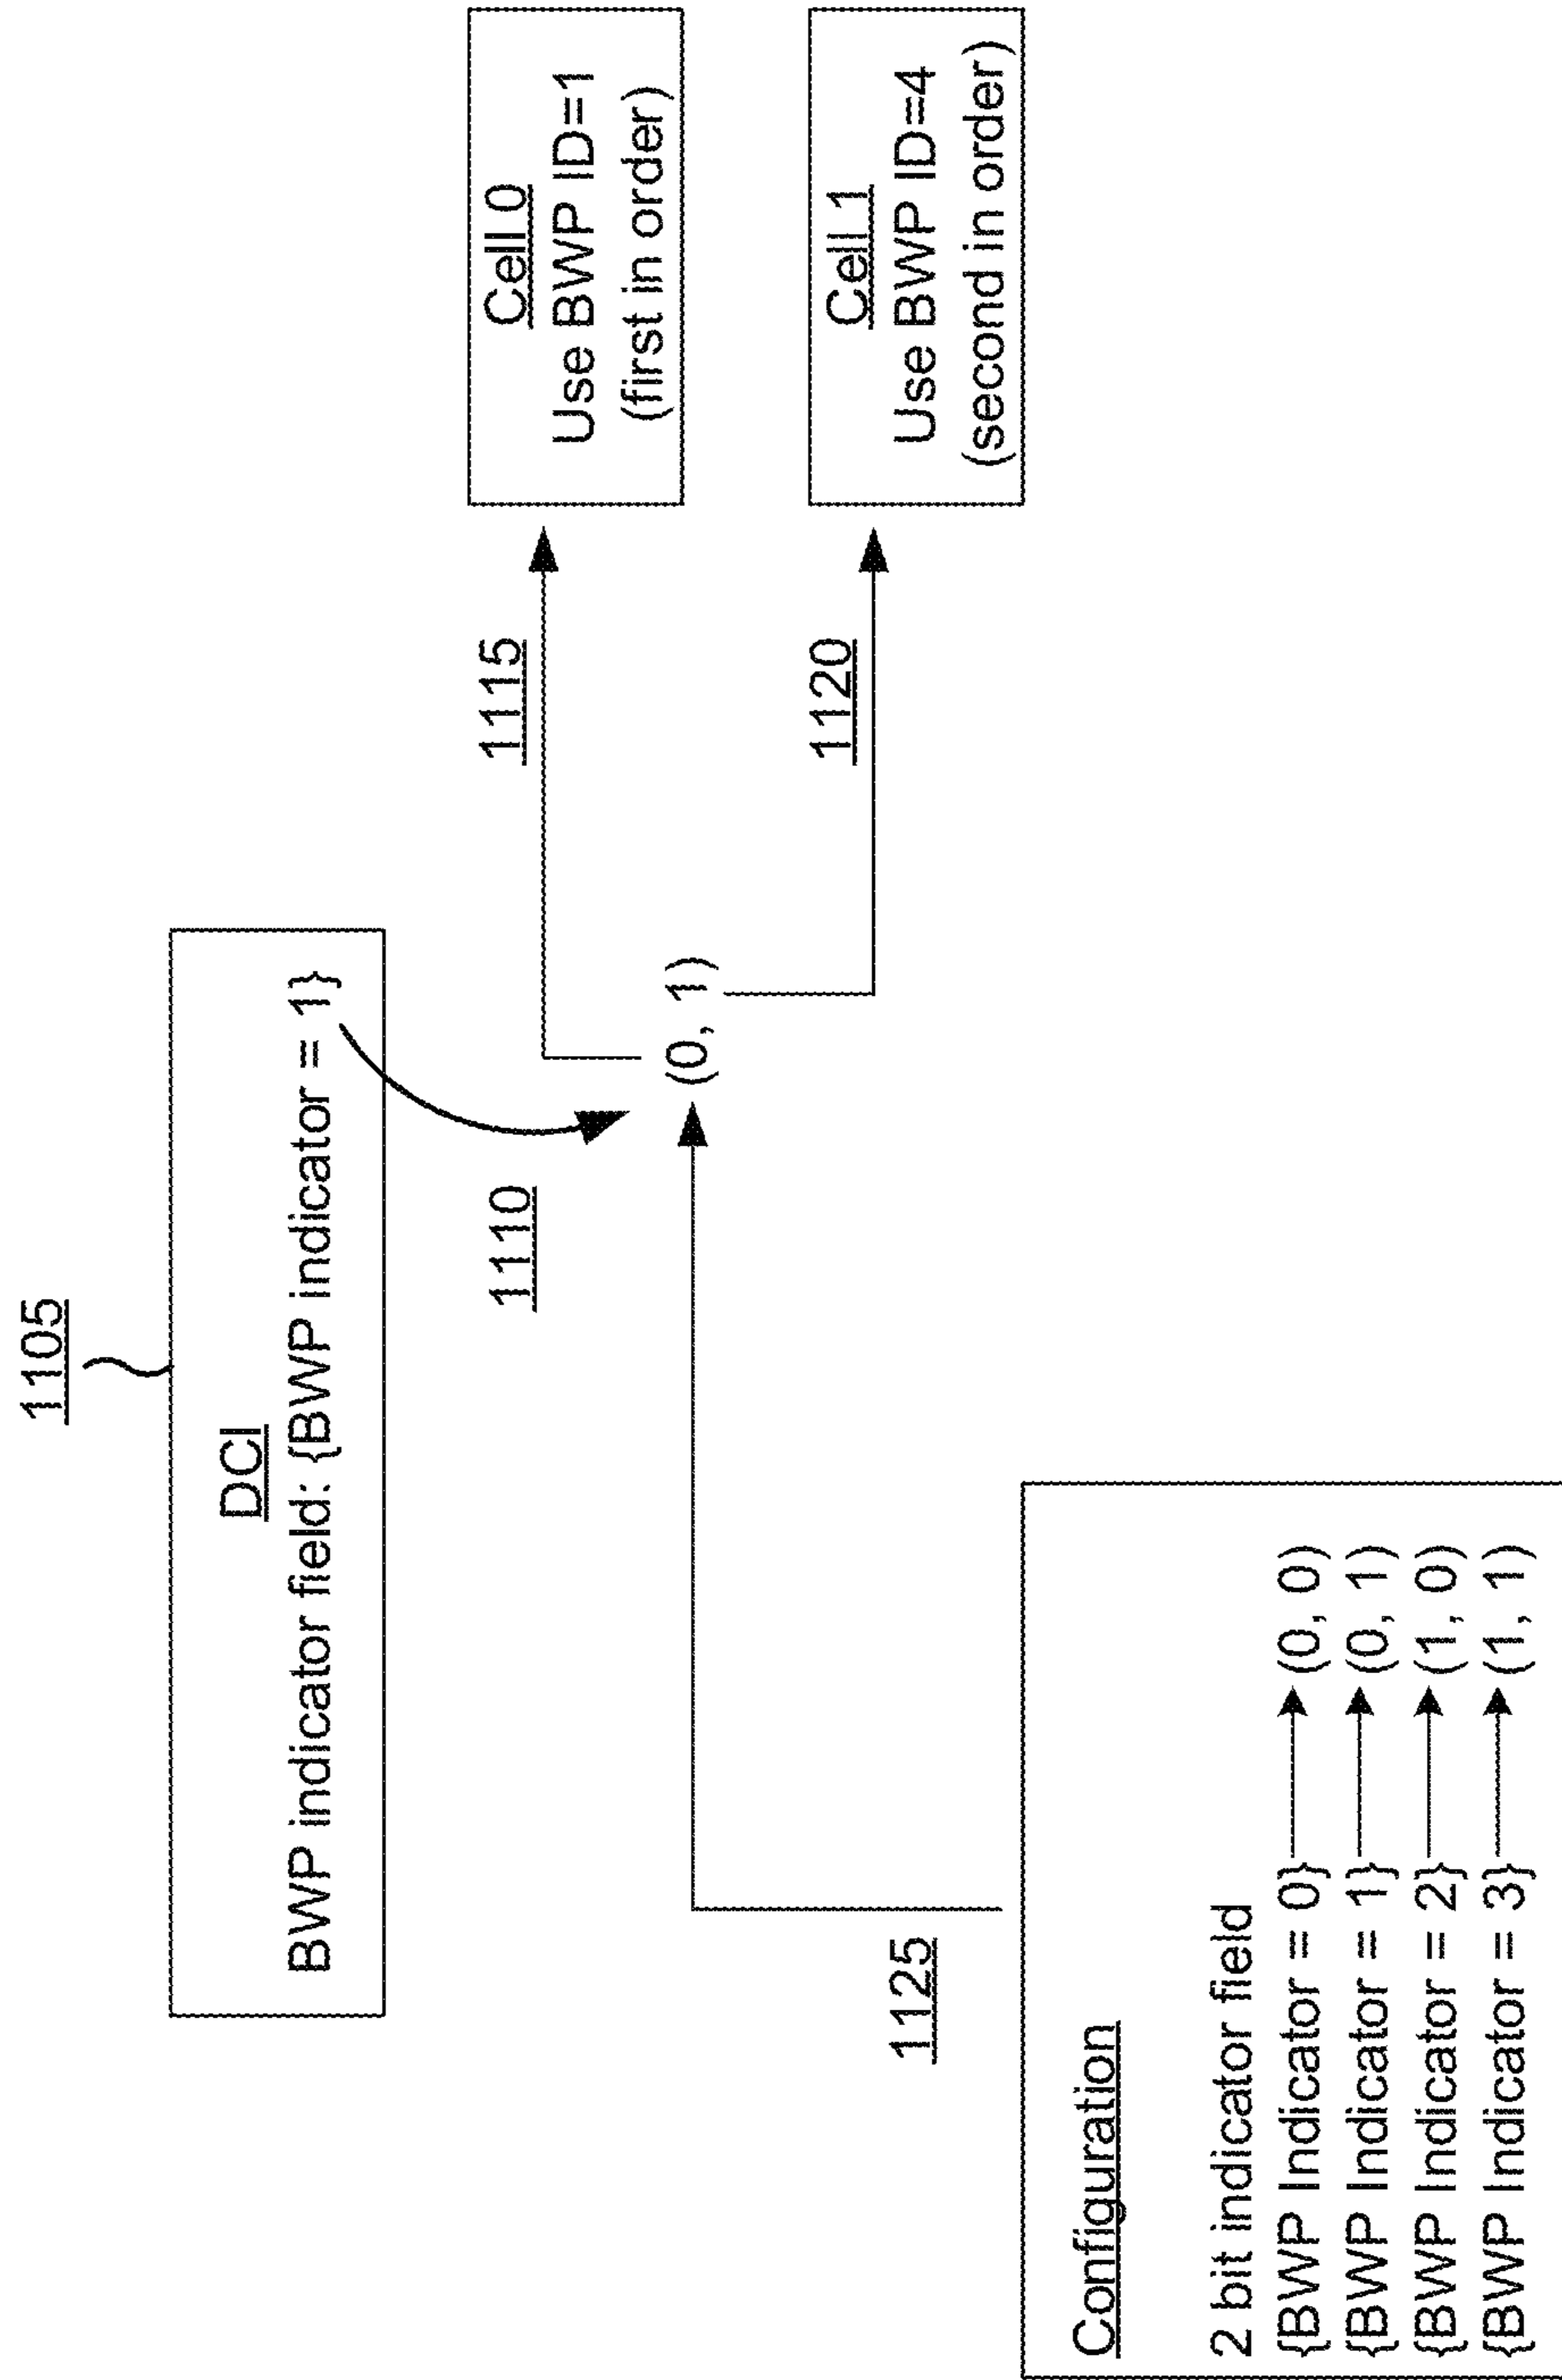 1105
DCI
BWP indicator field: {BWP indicator = 1}
1110
1115
Cell 0
Use BWP ID=1
(first in order)
(0, 1)
1120
Cell 1
Use BWP ID=4
(second in order)
1125
Configuration
2 bit indicator field
{BWP Indicator = 0} (0, 0)
{BWP Indicator = 1} (0, 1)
{BWP Indicator = 2} (1, 0)
{BWP Indicator = 3} (1, 1)